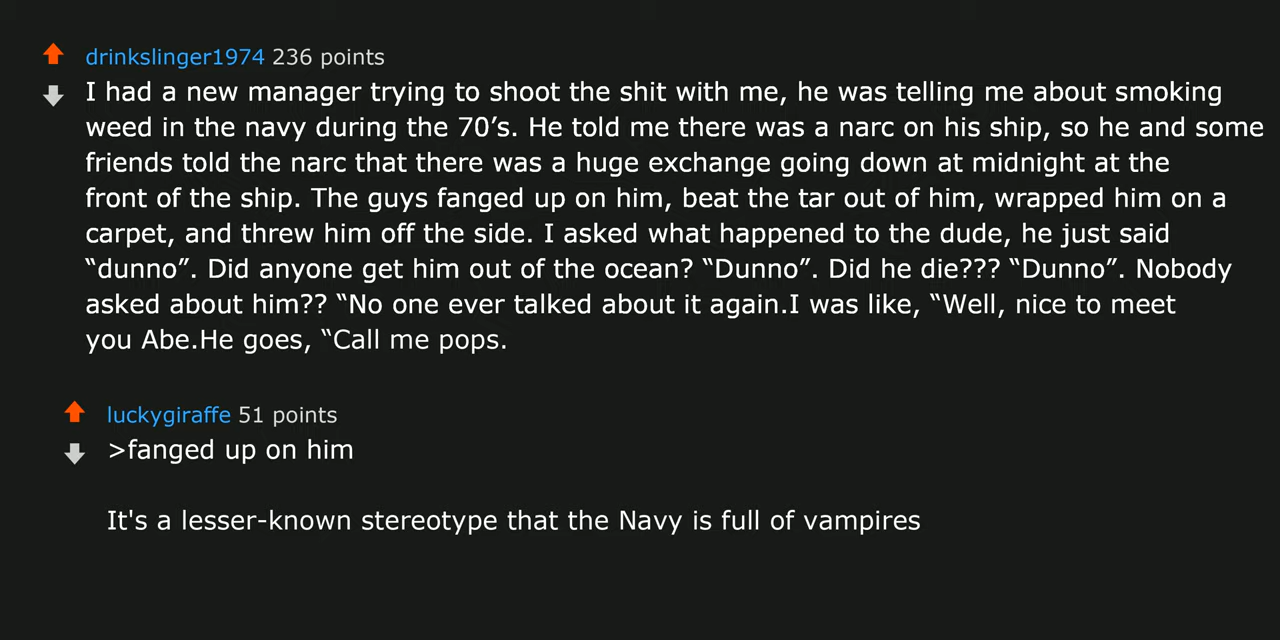 drinkslinger1974 236 points
I had a new manager trying to shoot the shit with me, he was telling me about smoking
weed in the navy during the 70’s. He told me there was a narc on his ship, so he and some
friends told the narc that there was a huge exchange going down at midnight at the
front of the ship. The guys fanged up on him, beat the tar out of him, wrapped him on a
carpet, and threw him off the side. I asked what happened to the dude, he just said
“dunno”. Did anyone get him out of the ocean? “Dunno”. Did he die??? “Dunno”. Nobody
asked about him?? “No one ever talked about it again.I was like, “Well, nice to meet
you Abe.He goes, “Call me pops.
luckygiraffe 51 points
>fanged up on him
It's a lesser-known stereotype that the Navy is full of vampires